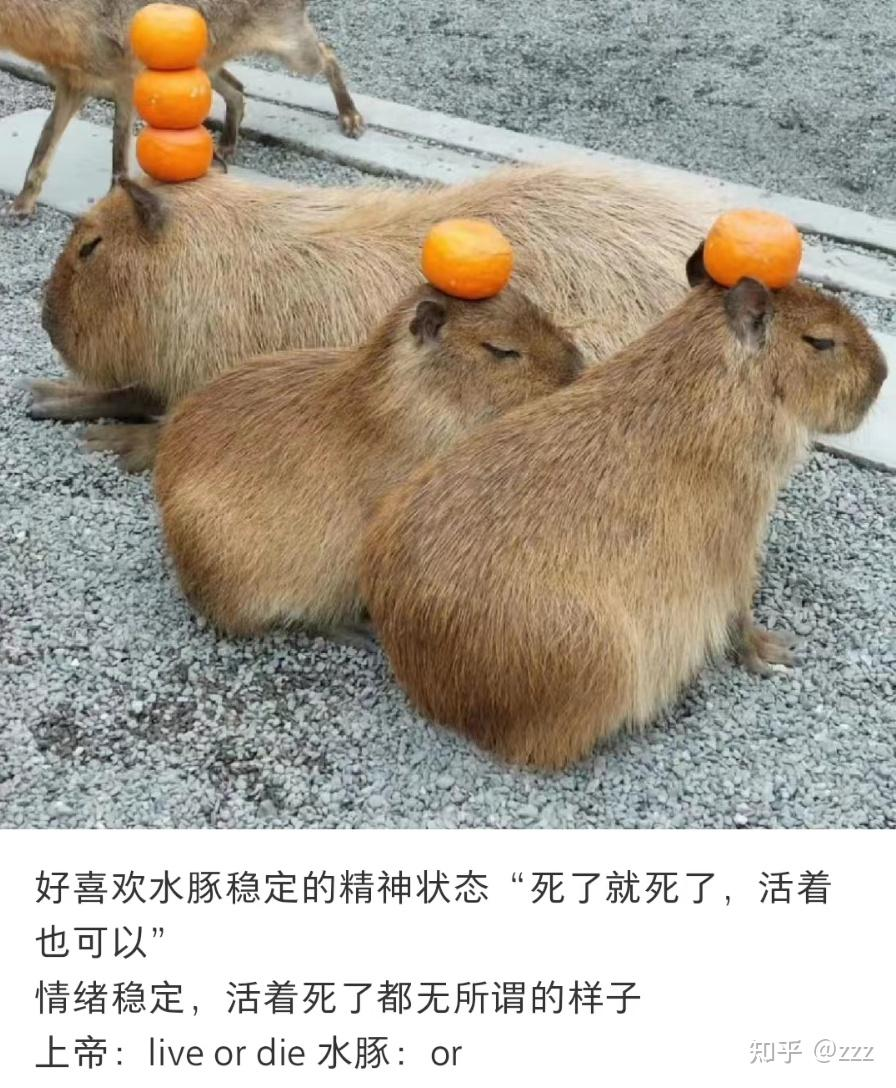 好喜欢水豚稳定的精神状态“死了就死了，活着
也可以”
情绪稳定，活着死了都无所谓的样子
上帝：live or die 水豚：or
知乎 @zzz